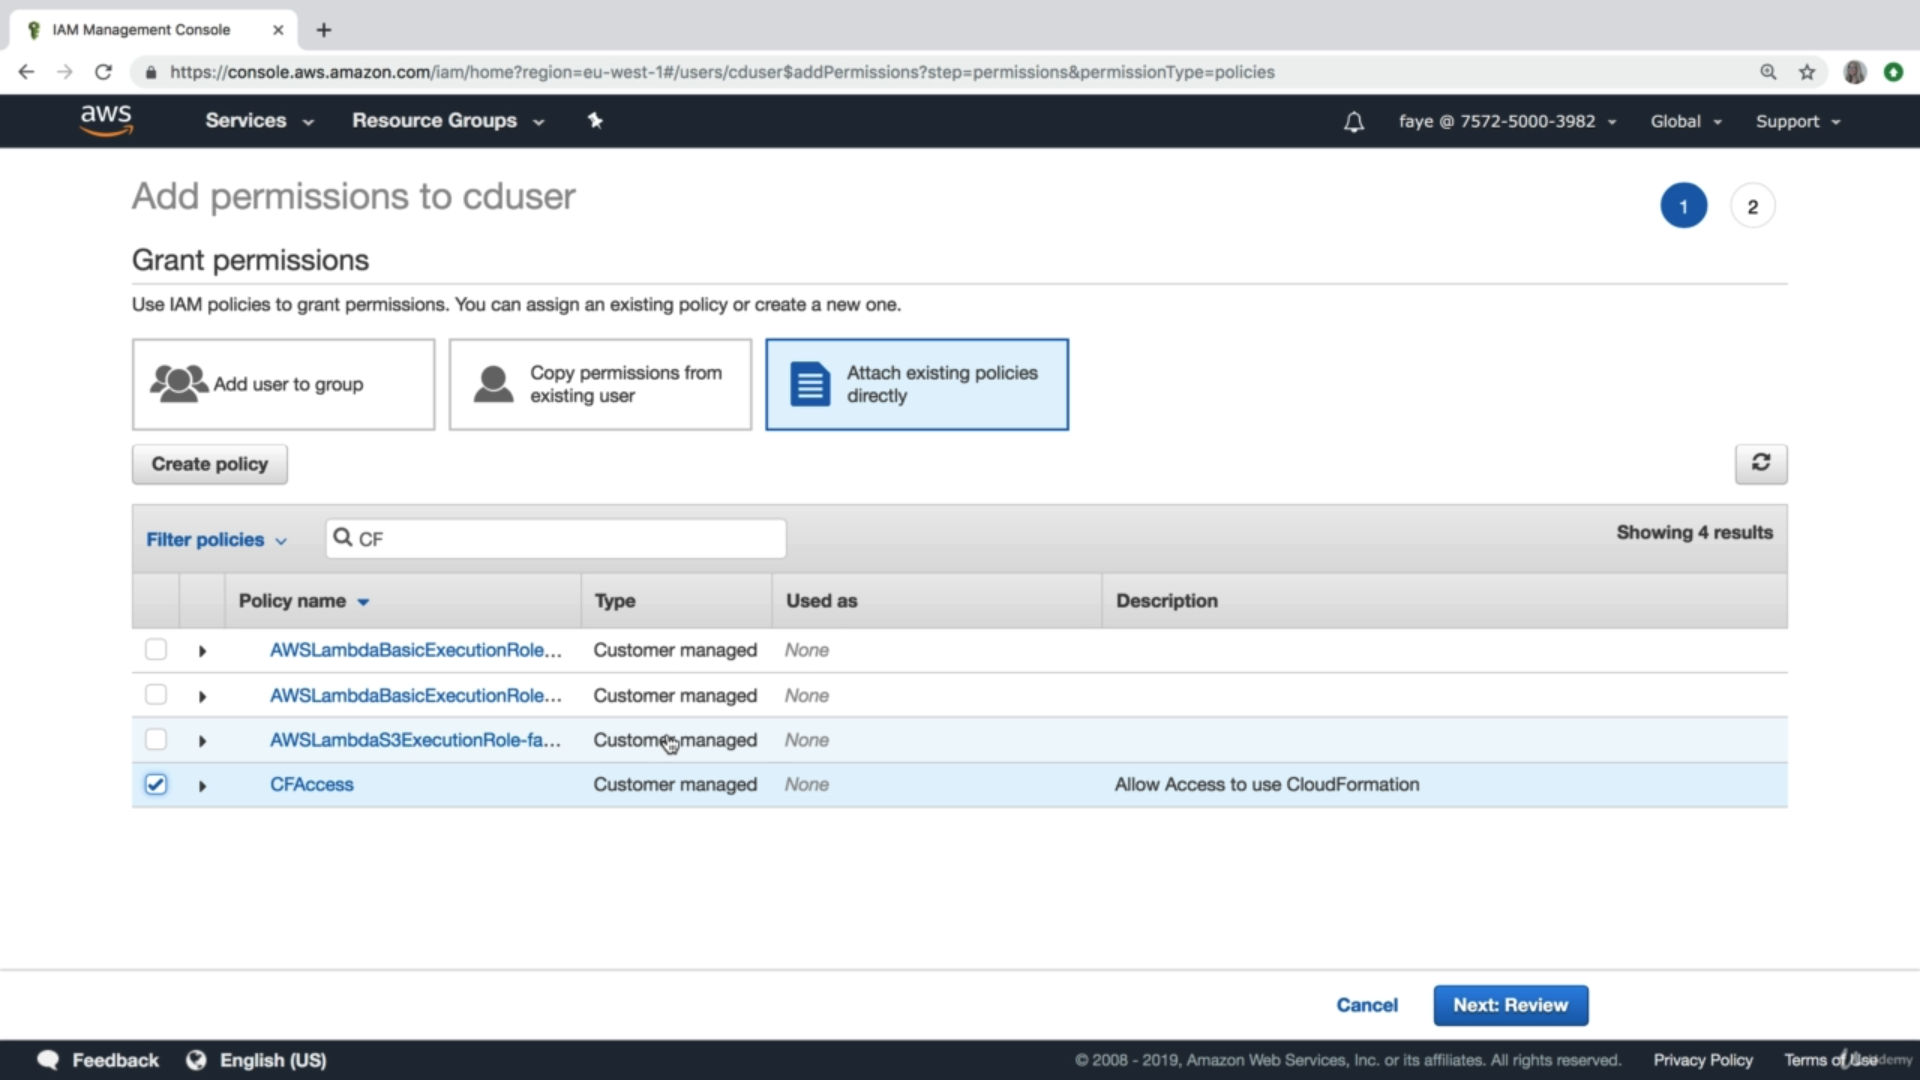 IAM Management Console
https://console.aws.amazon.com/iam/home?region=eu-west-1#/users/cduser$addPermissions?step=permissions&permissionType=policies
aws Services Resource Groups faye @ 7572-5000-3982 Global Support
Add permissions to cduser
1 2
Grant permissions
Use IAM policies to grant permissions. You can assign an existing policy or create a new one.
Add user to group
Copy permissions from
existing user
Attach existing policies
directly
Create policy
Filter policies CF Showing 4 results
Policy name Type Used as Description
AWSLambdaBasicExecutionRole... Customer managed None
AWSLambdaBasicExecutionRole... Customer managed None
AWSLambdaS3ExecutionRole-fa... Customer managed None
CFAccess Customer managed None Allow Access to use CloudFormation
Cancel Next: Review
Feedback English (US) © 2008 - 2019, Amazon Web Services, Inc. or its affiliates. All rights reserved. Privacy Policy Terms of Use